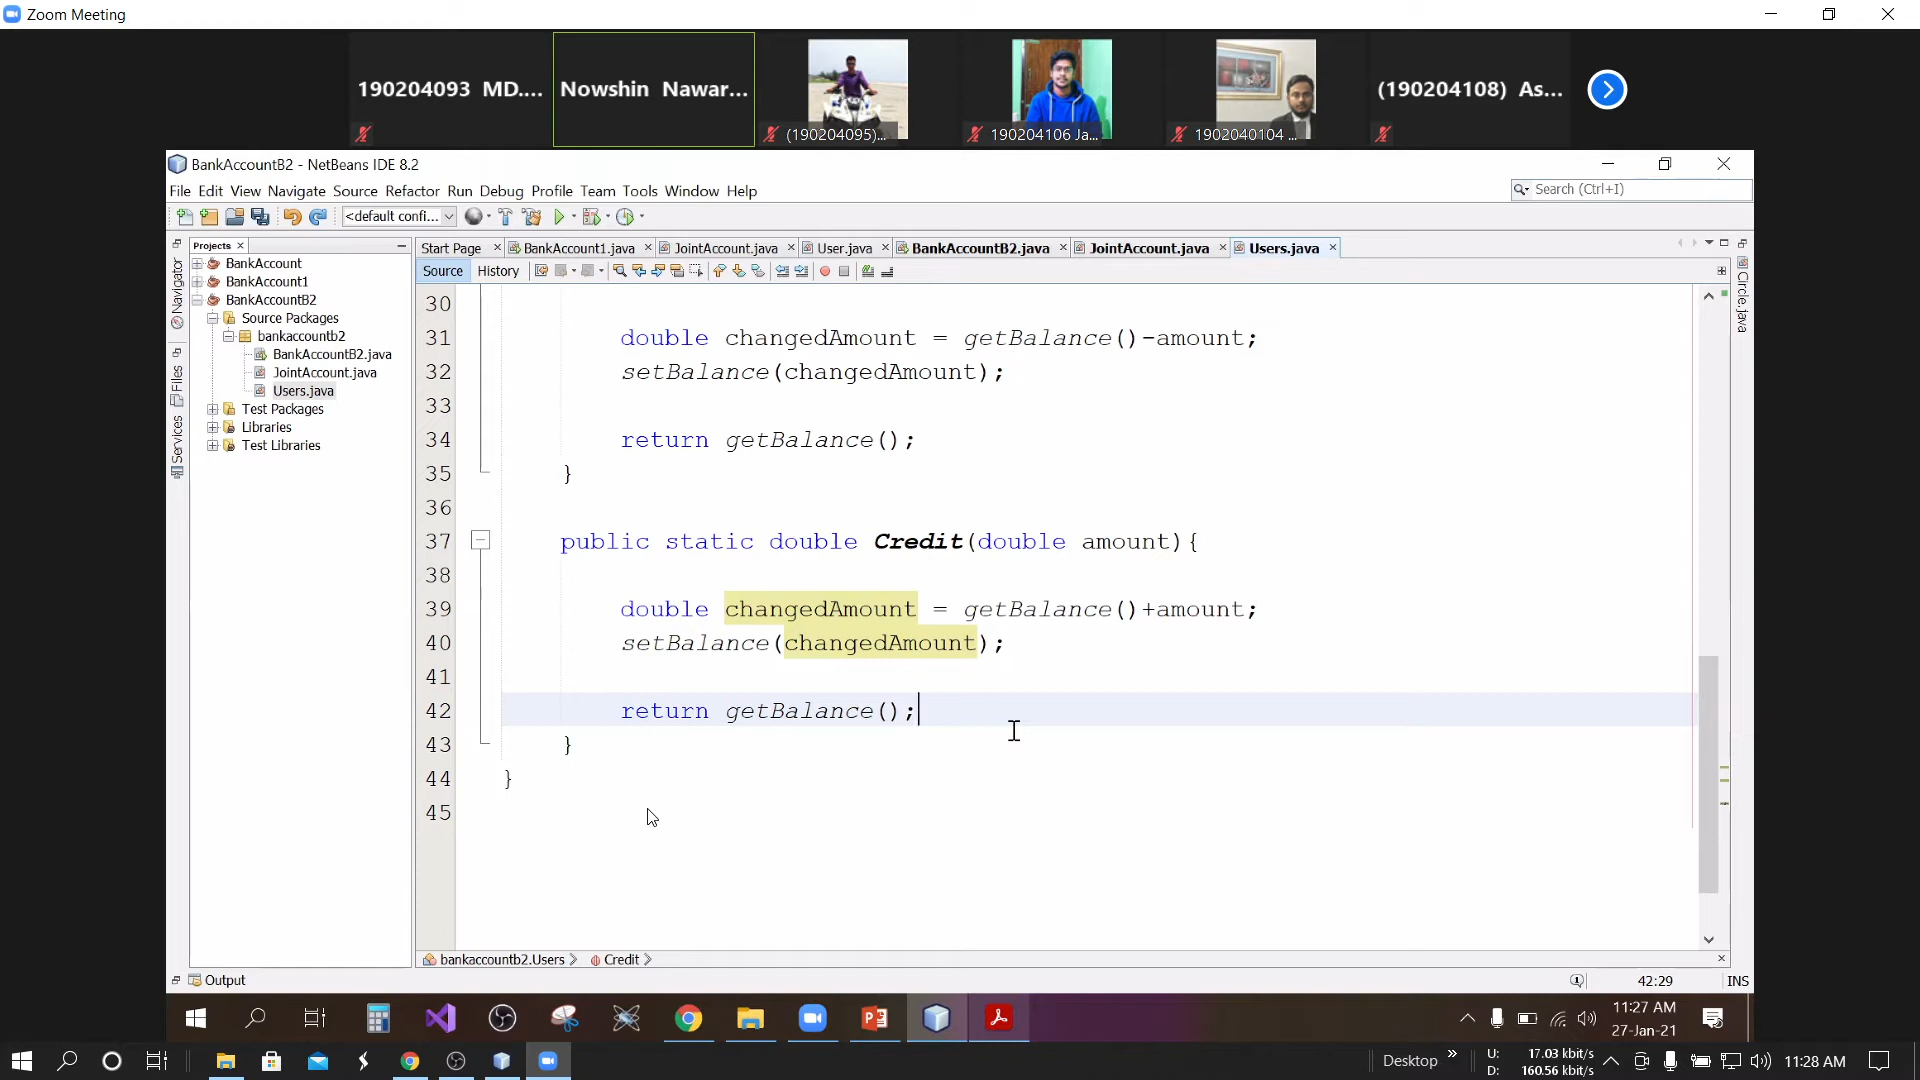 Zoom Meeting
190204093 MD....
Nowshin Nawar...
(190204095)...
190204106 Ja...
1902040104 ...
(190204108) As...
BankAccountB2 - NetBeans IDE 8.2
File Edit View Navigate Source Refactor Run Debug Profile Team Tools Window Help
Search (Ctrl+I)
<default confi...
Projects
Start Page
BankAccount1.java
JointAccount.java
User.java
BankAccountB2.java
JointAccount.java
Users.java
Source History
Navigator
Files
Services
BankAccount
BankAccount1
BankAccountB2
Source Packages
bankaccountb2
BankAccountB2.java
JointAccount.java
Users.java
Test Packages
Libraries
Test Libraries
Circle.java
30
31 double changedAmount = getBalance()-amount;
32 setBalance(changedAmount);
33
34 return getBalance();
35 }
36
37 public static double Credit(double amount){
38
39 double changedAmount = getBalance()+amount;
40 setBalance(changedAmount);
41
42 return getBalance();
43 }
44 }
45
bankaccountb2.Users Credit
Output
42:29 INS
11:27 AM
27-Jan-21
Desktop
U: 17.03 kbit/s
D: 160.56 kbit/s
11:28 AM